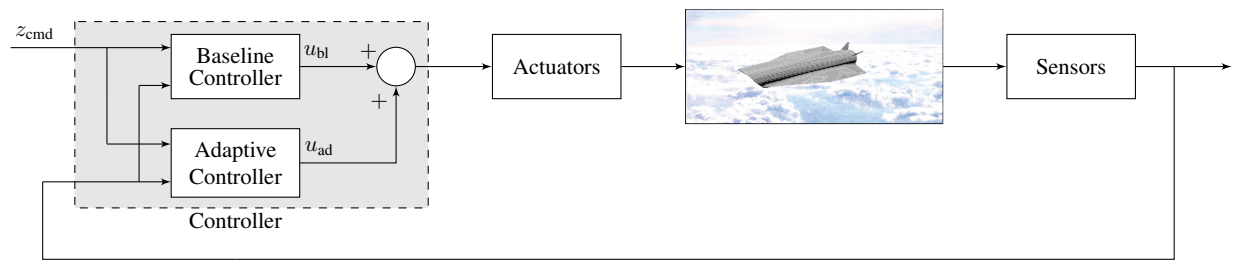 z_cmd
Baseline
Controller
u_bl
+
+
Adaptive
Controller
u_ad
Controller
Actuators
Sensors